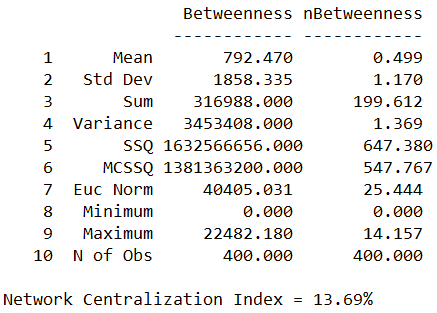 Betweenness nBetweenness
------------ ------------
1 Mean 792.470 0.499
2 Std Dev 1858.335 1.170
3 Sum 316988.000 199.612
4 Variance 3453408.000 1.369
5 SSQ 1632566656.000 647.380
6 MCSSQ 1381363200.000 547.767
7 Euc Norm 40405.031 25.444
8 Minimum 0.000 0.000
9 Maximum 22482.180 14.157
10 N of Obs 400.000 400.000
Network Centralization Index = 13.69%